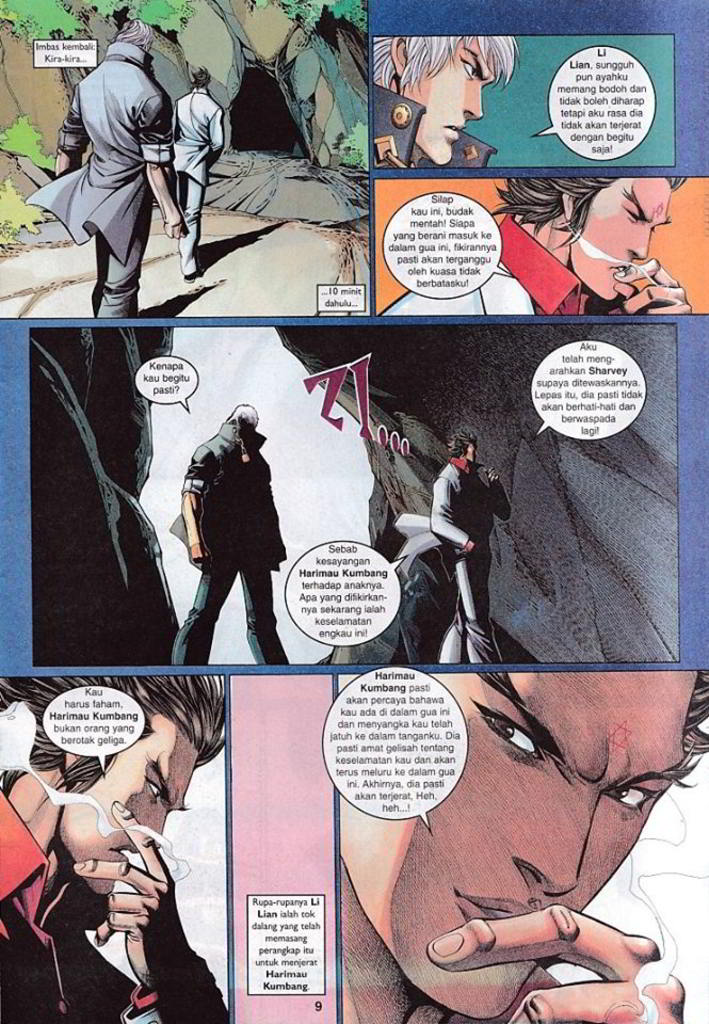 Imbas kembali:
Kira-kira...
...10 minit
dahulu...
Li
Lian, sungguh
pun ayahku
memang bodoh dan
tidak boleh diharap
tetapi aku rasa dia
tidak akan terjerat
dengan begitu
saja!
Silap
kau ini, budak
mentah! Siapa
yang berani masuk ke
dalam gua ini, fikirannya
pasti akan terganggu
oleh kuasa tidak
berbatasku!
Kenapa
kau begitu
pasti?
ZI...
Aku
telah meng-
arahkan Sharvey
supaya ditewaskannya.
Lepas itu, dia pasti tidak
akan berhati-hati dan
berwaspada
lagi!
Sebab
kesayangan
Harimau Kumbang
terhadap anaknya.
Apa yang difikirkan-
nya sekarang ialah
keselamatan
engkau ini!
Kau
harus faham,
Harimau Kumbang
bukan orang yang
berotak geliga.
Rupa-rupanya Li
Lian ialah tok
dalang yang telah
memasang
perangkap itu
untuk menjerat
Harimau
Kumbang.
Harimau
Kumbang pasti
akan percaya bahawa
kau ada di dalam gua ini
dan menyangka kau telah
jatuh ke dalam tanganku. Dia
pasti amat gelisah tentang
keselamatan kau dan akan
terus meluru ke dalam
gua ini. Akhirnya, dia
pasti akan terjerat, Heh,
heh...!
9